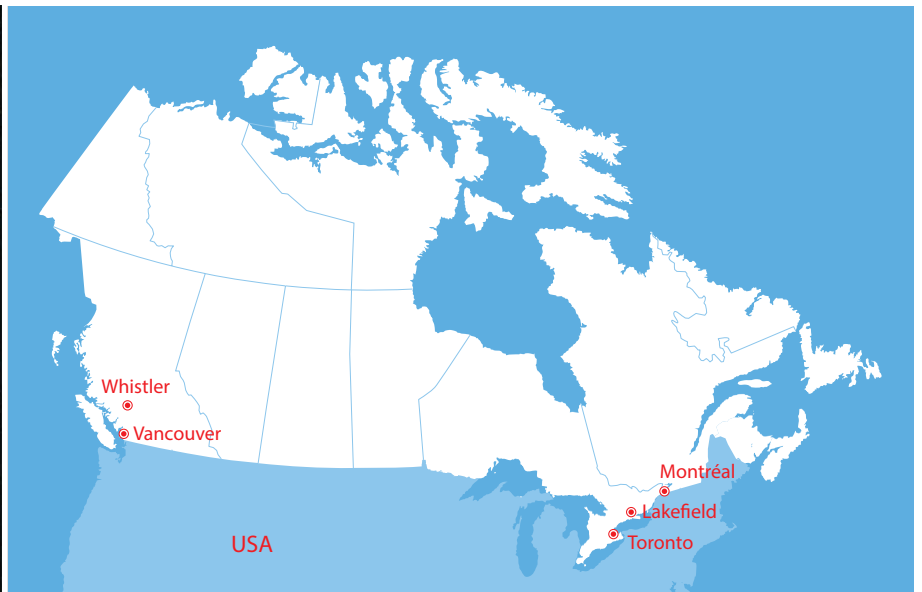 Whistler
Vancouver
Montréal
Lakefield
Toronto
USA